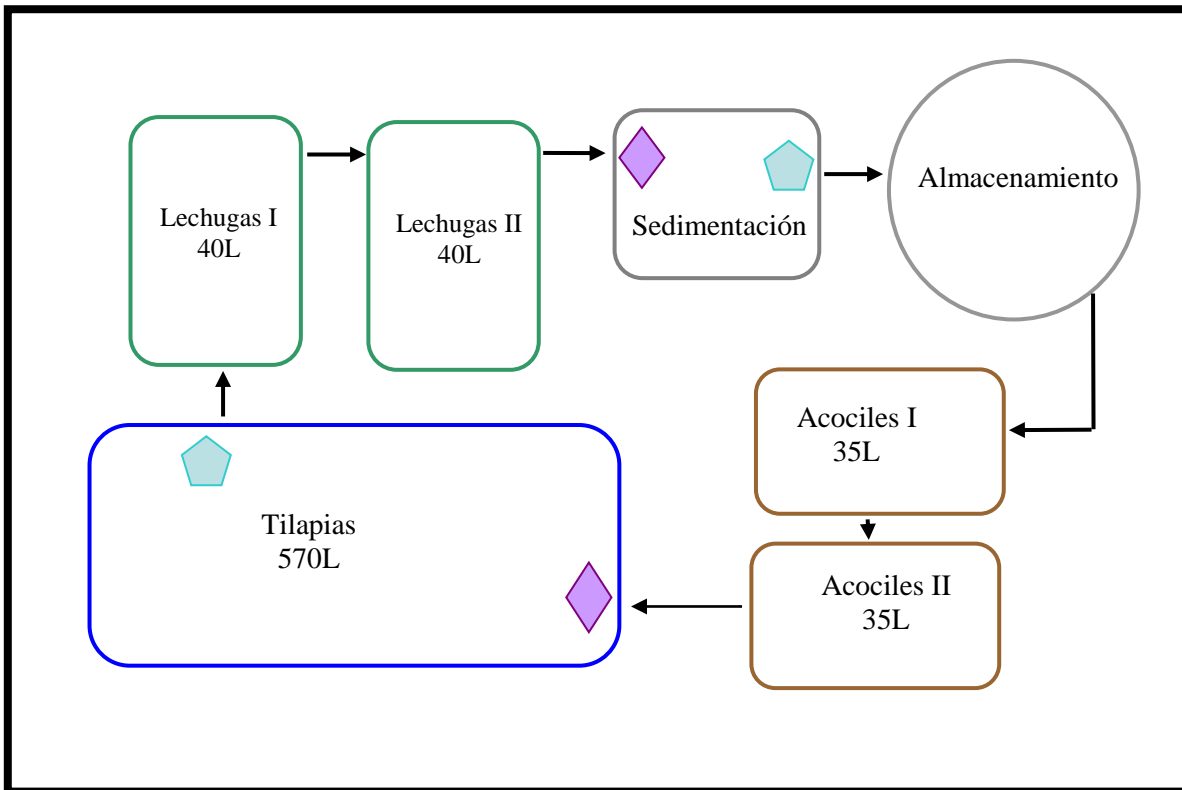 Lechugas I
40L
Lechugas II
40L
Sedimentación
Almacenamiento
Acociles I
35L
Acociles II
35L
Tilapias
570L